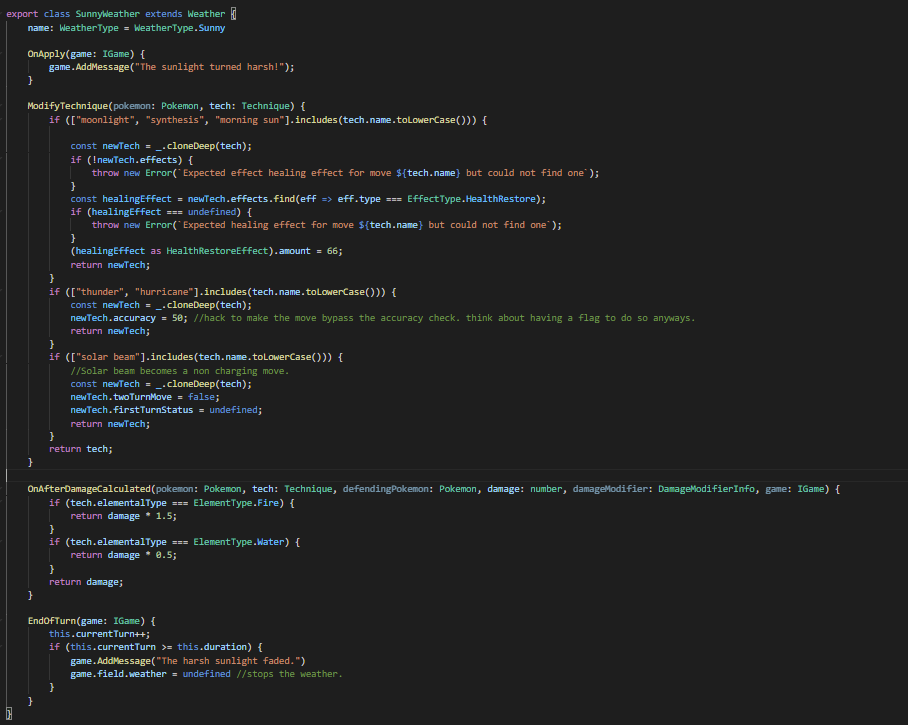 export class SunnyWeather extends Weather {
    name: WeatherType = WeatherType.Sunny

    OnApply(game: IGame) {
        game.AddMessage("The sunlight turned harsh!");
    }

    ModifyTechnique(pokemon: Pokemon, tech: Technique) {
        if (["moonlight", "synthesis", "morning sun"].includes(tech.name.toLowerCase())) {

            const newTech = _.cloneDeep(tech);
            if (!newTech.effects) {
                throw new Error(`Expected effect healing effect for move ${tech.name} but could not find one`);
            }
            const healingEffect = newTech.effects.find(eff => eff.type === EffectType.HealthRestore);
            if (healingEffect === undefined) {
                throw new Error(`Expected healing effect for move ${tech.name} but could not find one`);
            }
            (healingEffect as HealthRestoreEffect).amount = 66;
            return newTech;
        }
        if (["thunder", "hurricane"].includes(tech.name.toLowerCase())) {
            const newTech = _.cloneDeep(tech);
            newTech.accuracy = 50; //hack to make the move bypass the accuracy check. think about having a flag to do so anyways.
            return newTech;
        }
        if (["solar beam"].includes(tech.name.toLowerCase())) {
            //Solar beam becomes a non charging move.
            const newTech = _.cloneDeep(tech);
            newTech.twoTurnMove = false;
            newTech.firstTurnStatus = undefined;
            return newTech;
        }
        return tech;
    }

    OnAfterDamageCalculated(pokemon: Pokemon, tech: Technique, defendingPokemon: Pokemon, damage: number, damageModifier: DamageModifierInfo, game: IGame) {
        if (tech.elementalType === ElementType.Fire) {
            return damage * 1.5;
        }
        if (tech.elementalType === ElementType.Water) {
            return damage * 0.5;
        }
        return damage;
    }

    EndOfTurn(game: IGame) {
        this.currentTurn++;
        if (this.currentTurn >= this.duration) {
            game.AddMessage("The harsh sunlight faded.")
            game.field.weather = undefined //stops the weather.
        }
    }
}